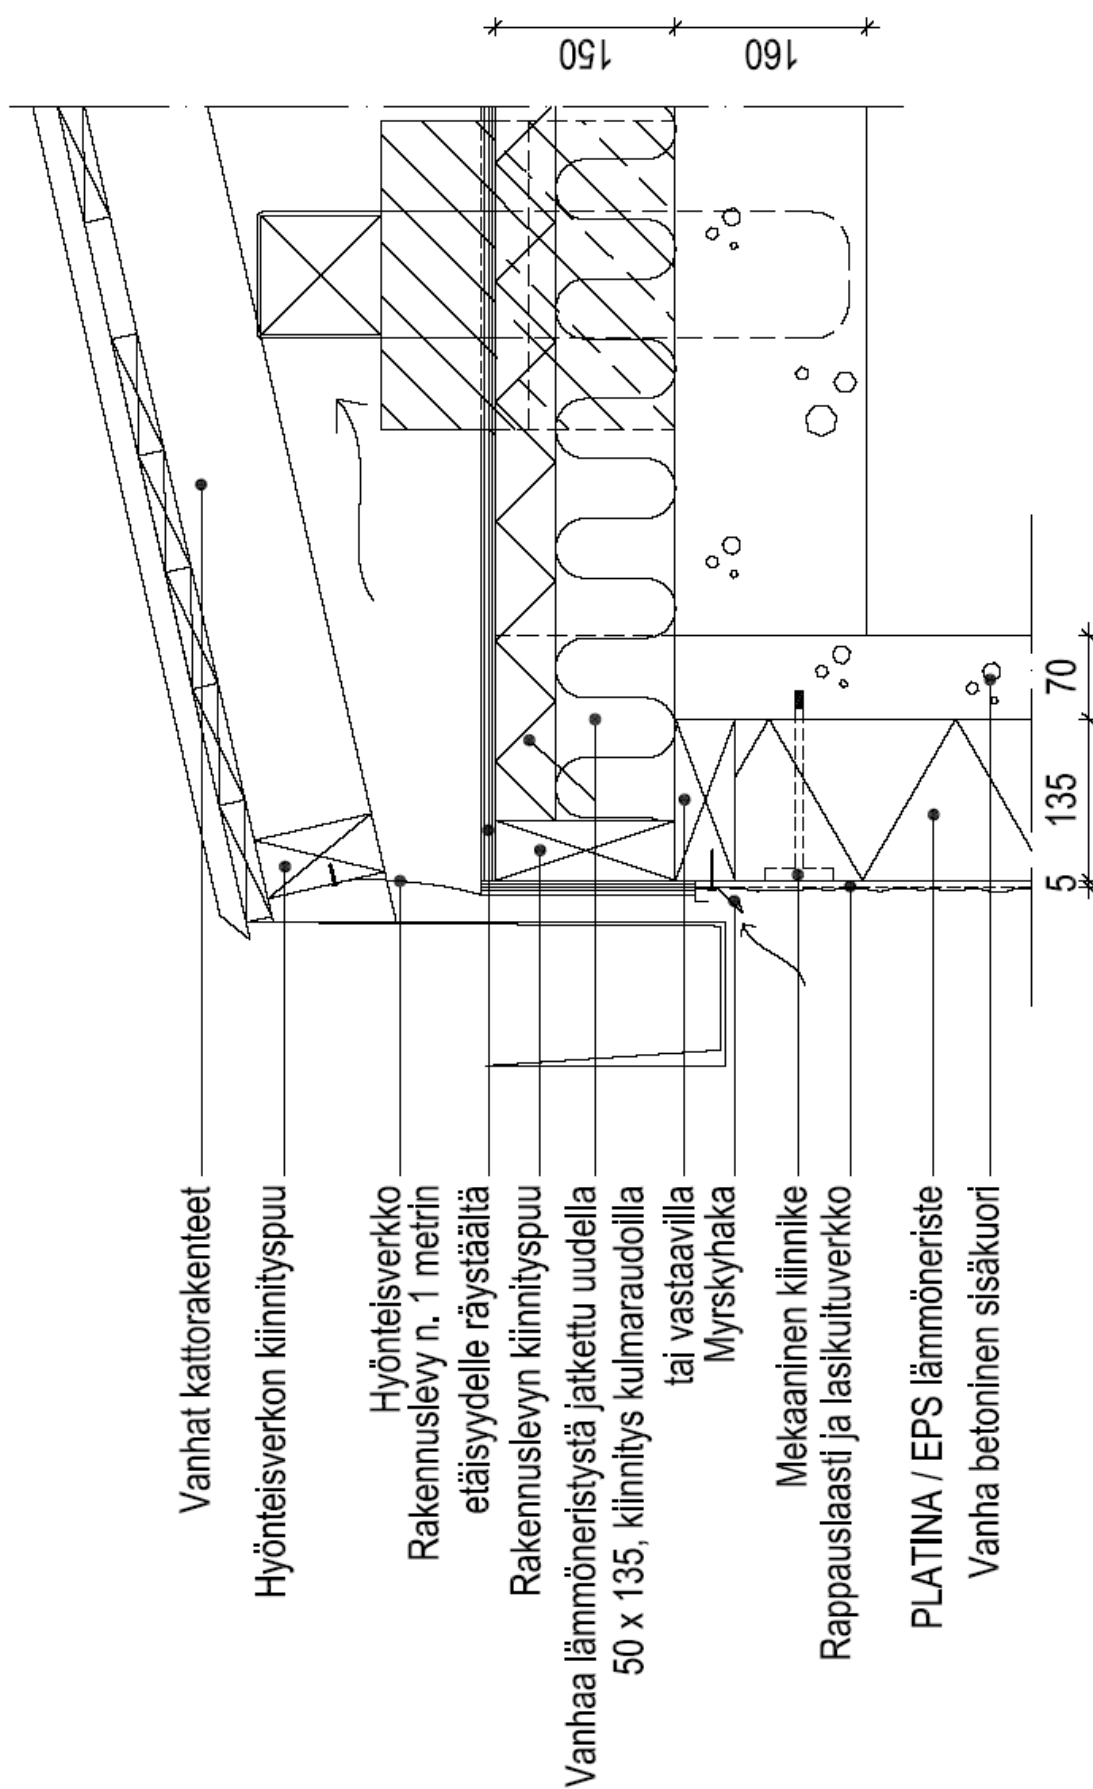 Vanhat kattorakenteet
Hyönteisverkon kiinnityspuu
Hyönteisverkko
Rakennuslevy n. 1 metrin
etäisyydelle räystäältä
Rakennuslevyn kiinnityspuu
Vanhaa lämmöneristystä jatkettu uudella
50 x 135, kiinnitys kulmaraudoilla
tai vastaavilla
Myrskyhaka
Mekaaninen kiinnike
Rappauslaasti ja lasikuituverkko
PLATINA / EPS lämmöneriste
Vanha betoninen sisäkuori
5
135
70
150
160